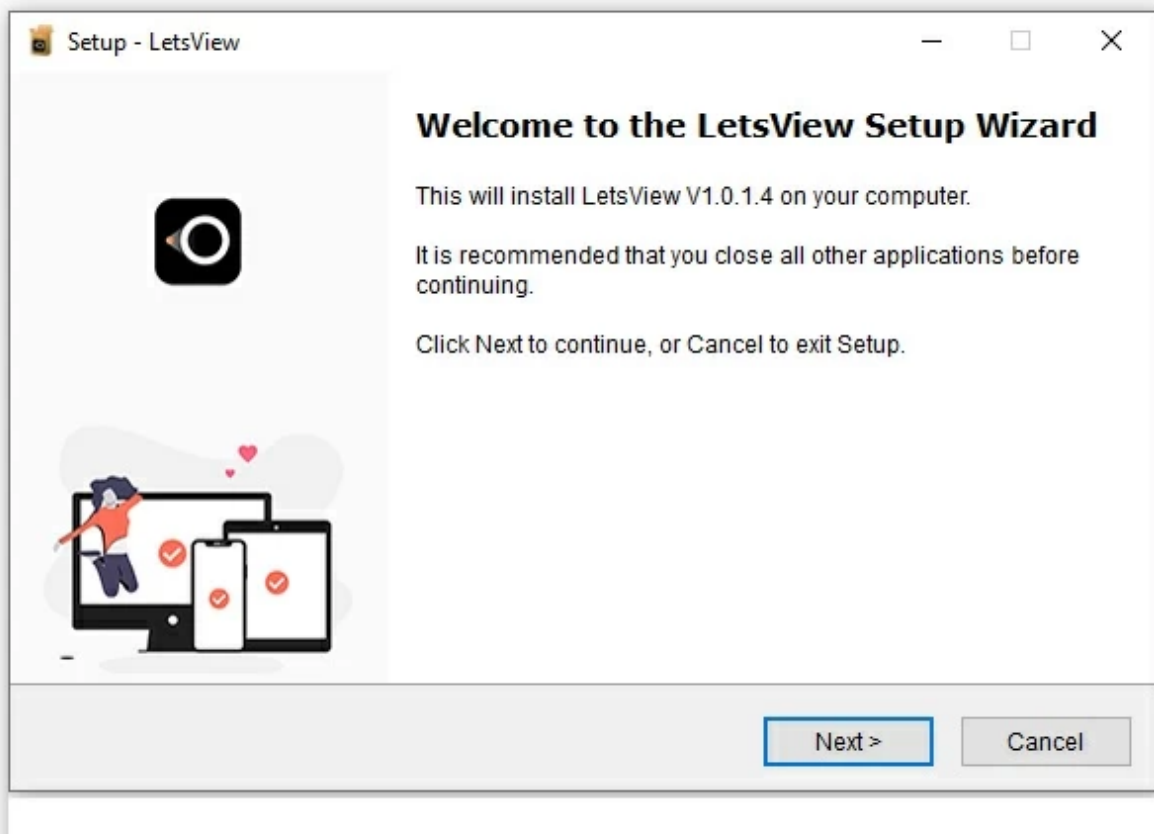 Setup - LetsView
Welcome to the LetsView Setup Wizard
This will install LetsView V1.0.1.4 on your computer.
It is recommended that you close all other applications before
continuing.
Click Next to continue, or Cancel to exit Setup.
Next >
Cancel